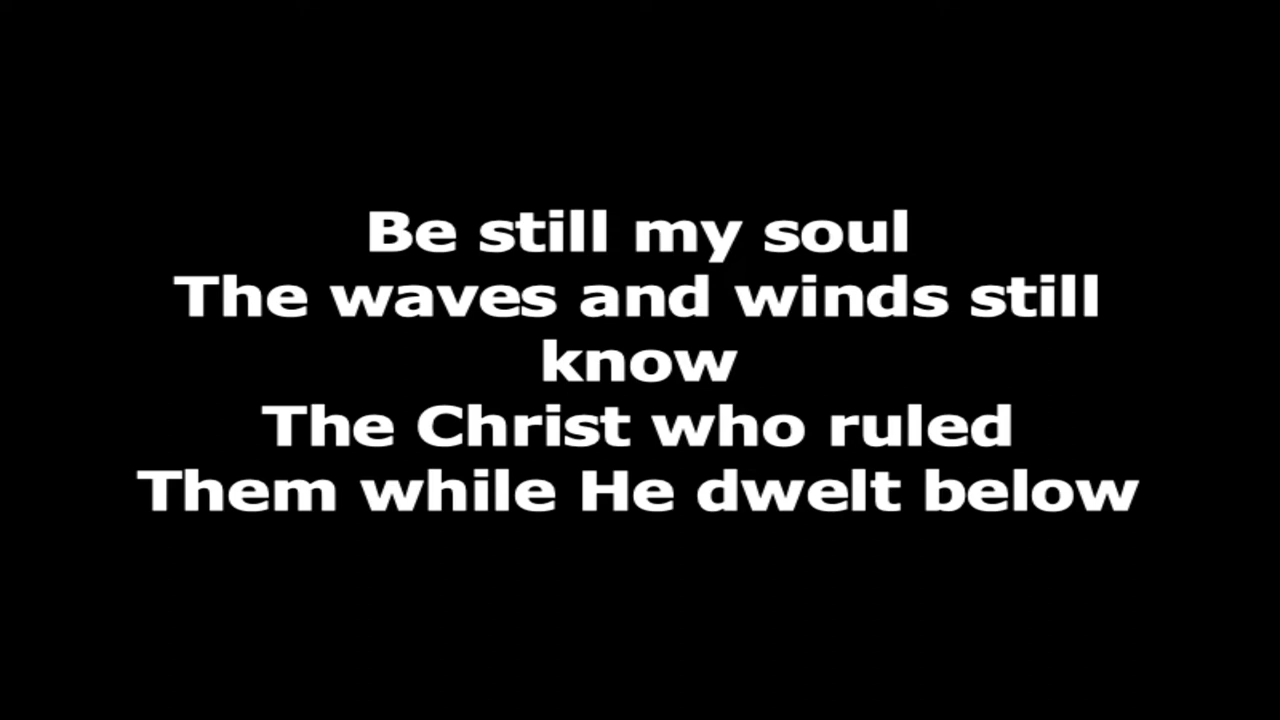 Be still my soul
The waves and winds still
know
The Christ who ruled
Them while He dwelt below